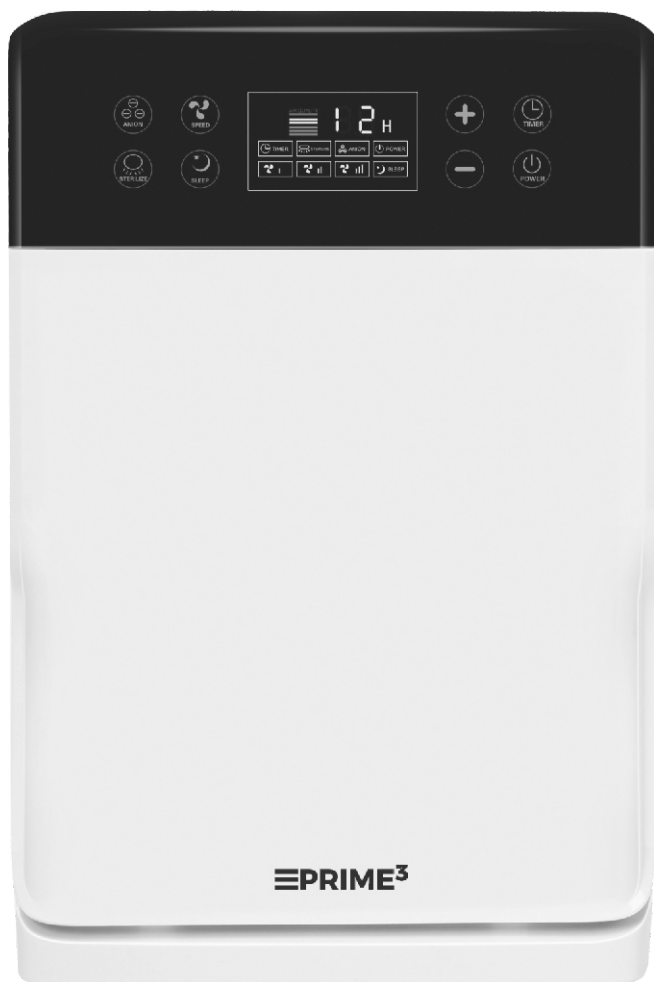 ANION
SPEED
12H
TIMER
TIMER
ANION
POWER
STERILIZE
SLEEP
SLEEP
POWER
≡PRIME³